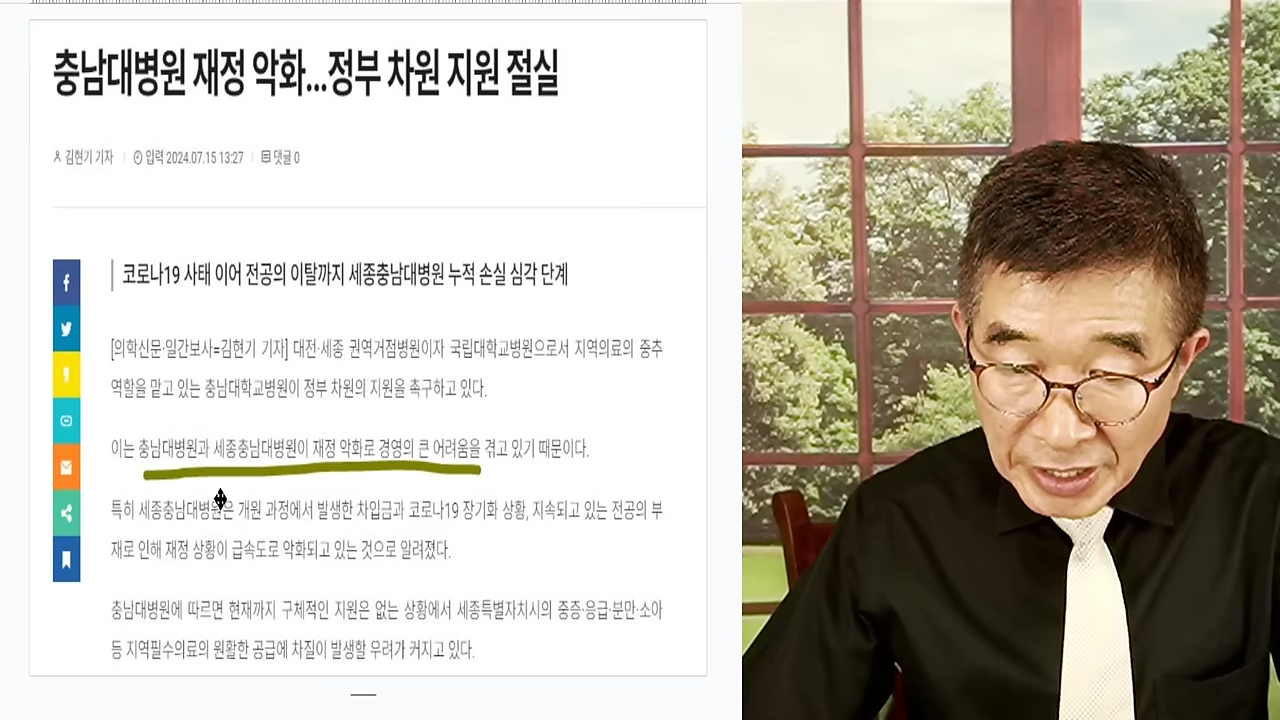 충남대병원 재정 악화...정부 차원 지원 절실
김현기 기자 입력 2024.07.15 13:27 댓글 0
코로나19 사태 이어 전공의 이탈까지 세종충남대병원 누적 손실 심각 단계
[의학신문·일간보사=김현기 기자] 대전·세종 권역거점병원이자 국립대학교병원으로서 지역의료의 중추
역할을 맡고 있는 충남대학교병원이 정부 차원의 지원을 촉구하고 있다.
이는 충남대병원과 세종충남대병원이 재정 악화로 경영의 큰 어려움을 겪고 있기 때문이다.
특히 세종충남대병원은 개원 과정에서 발생한 차입금과 코로나19 장기화 상황, 지속되고 있는 전공의 부
재로 인해 재정 상황이 급속도로 악화되고 있는 것으로 알려졌다.
충남대병원에 따르면 현재까지 구체적인 지원은 없는 상황에서 세종특별자치시의 중증·응급·분만·소아
등 지역필수의료의 원활한 공급에 차질이 발생할 우려가 커지고 있다.